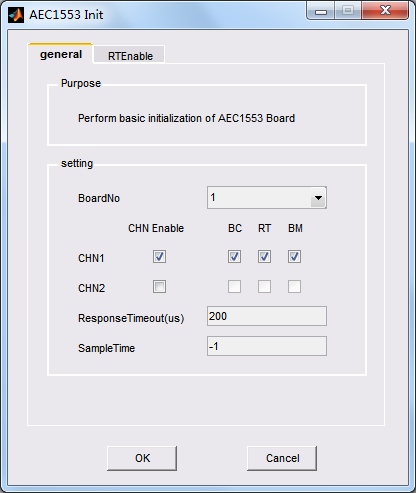 AEC1553 Init
general RTEnable
Purpose
Perform basic initialization of AEC1553 Board
setting
BoardNo 1
CHN Enable BC RT BM
CHN1
CHN2
ResponseTimeout(us) 200
SampleTime -1
OK Cancel